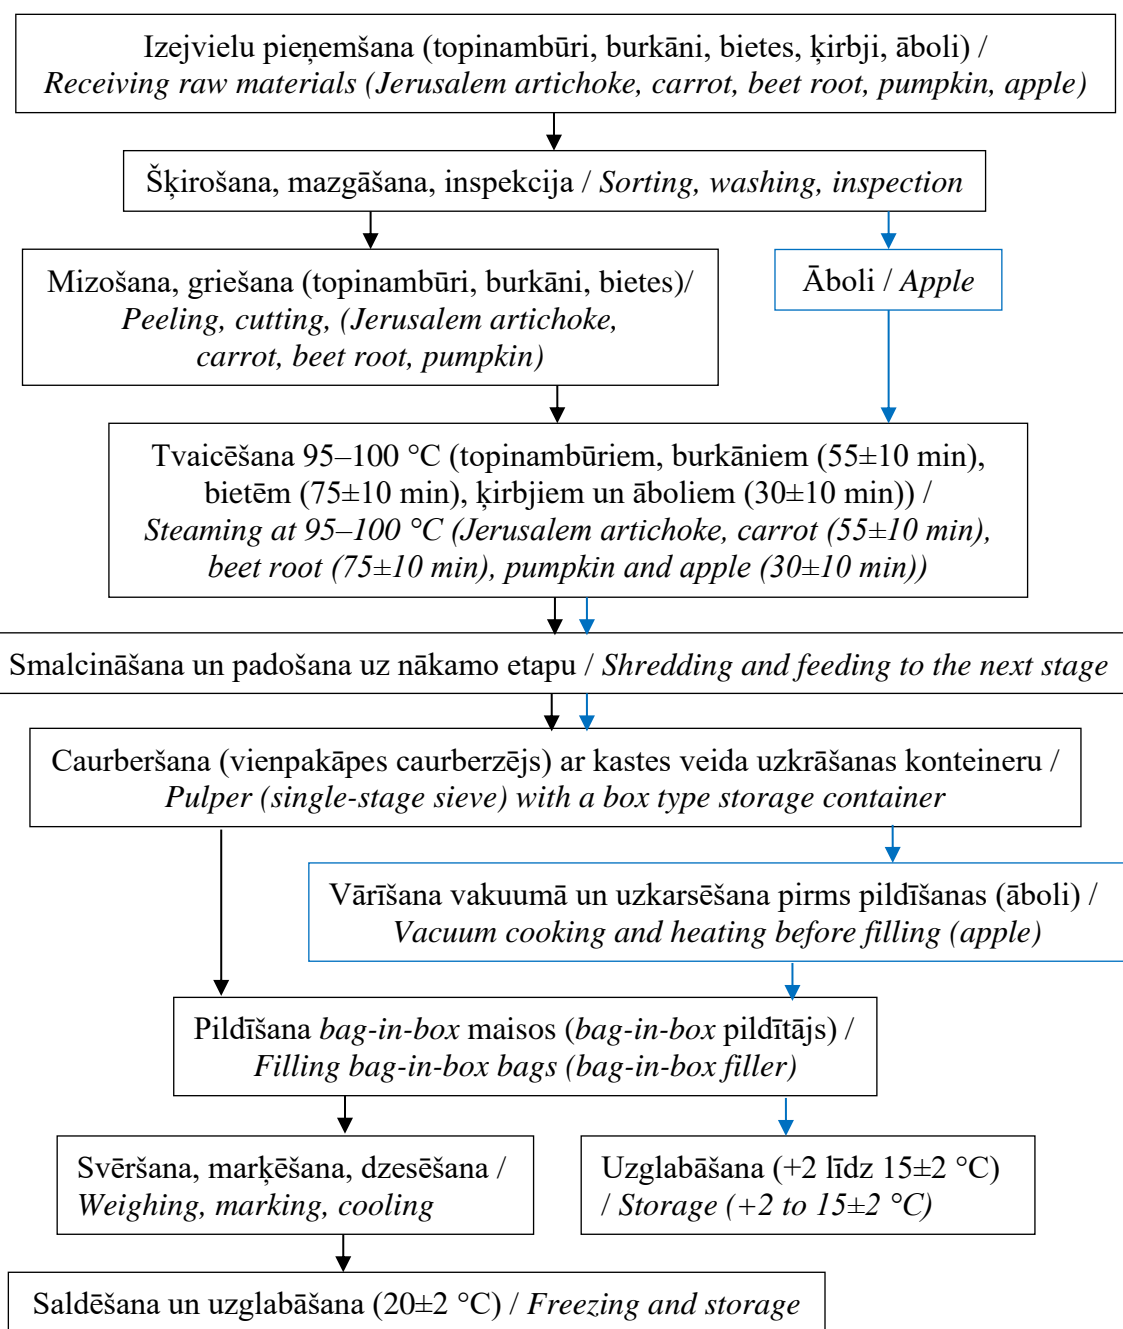 Izejvielu pieņemšana (topinambūri, burkāni, bietes, ķirbji, āboli) /
Receiving raw materials (Jerusalem artichoke, carrot, beet root, pumpkin, apple)
Šķirošana, mazgāšana, inspekcija / Sorting, washing, inspection
Mizošana, griešana (topinambūri, burkāni, bietes)/
Peeling, cutting, (Jerusalem artichoke,
carrot, beet root, pumpkin)
Āboli / Apple
Tvaicēšana 95–100 °C (topinambūriem, burkāniem (55±10 min),
bietēm (75±10 min), ķirbjiem un āboliem (30±10 min)) /
Steaming at 95–100 °C (Jerusalem artichoke, carrot (55±10 min),
beet root (75±10 min), pumpkin and apple (30±10 min))
Smalcināšana un padošana uz nākamo etapu / Shredding and feeding to the next stage
Caurberšana (vienpakāpes caurberzējs) ar kastes veida uzkrāšanas konteineru /
Pulper (single-stage sieve) with a box type storage container
Vārīšana vakuumā un uzkarsēšana pirms pildīšanas (āboli) /
Vacuum cooking and heating before filling (apple)
Pildīšana bag-in-box maisos (bag-in-box pildītājs) /
Filling bag-in-box bags (bag-in-box filler)
Svēršana, marķēšana, dzesēšana /
Weighing, marking, cooling
Uzglabāšana (+2 līdz 15±2 °C)
/ Storage (+2 to 15±2 °C)
Saldēšana un uzglabāšana (20±2 °C) / Freezing and storage